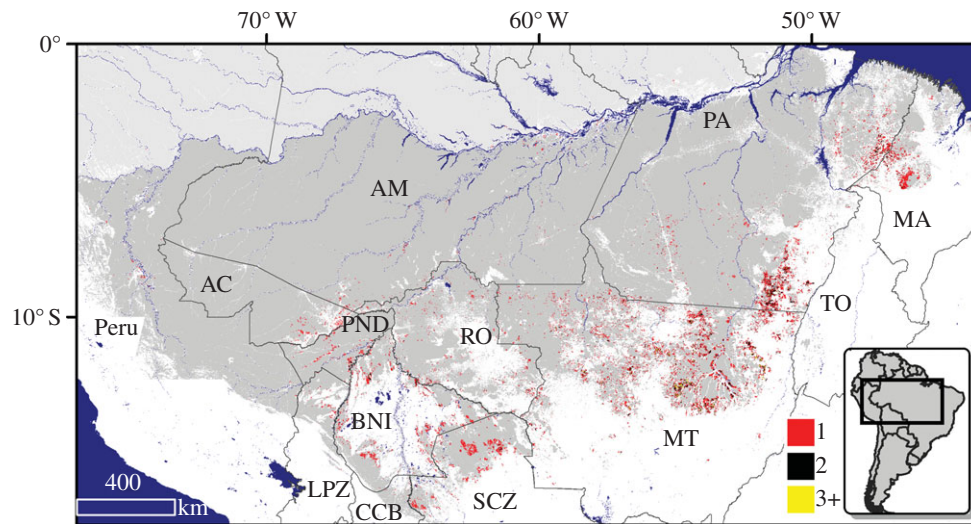 70° W 60° W 50° W
0°
PA
AM
MA
AC
TO
10° S
Peru PND RO
BNI MT
1
2
3+
400
km
LPZ SCZ
CCB